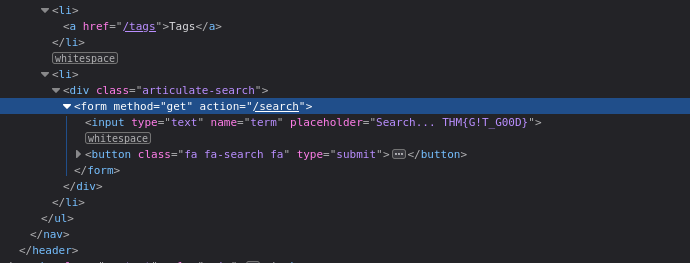 <li>
<a href="/tags">Tags</a>
</li>
whitespace
<li>
<div class="articulate-search">
<form method="get" action="/search">
<input type="text" name="term" placeholder="Search... THM{G!T_G00D}">
whitespace
<button class="fa fa-search fa" type="submit">...</button>
</form>
</div>
</li>
</ul>
</nav>
</header>